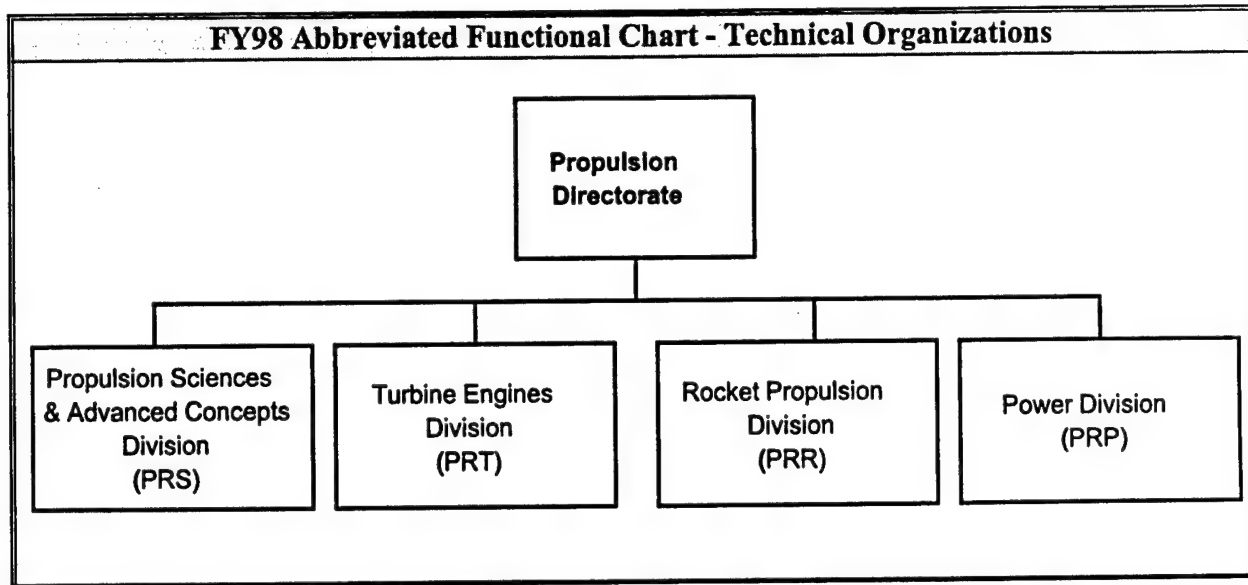 FY98 Abbreviated Functional Chart - Technical Organizations
Propulsion
Directorate
Propulsion Sciences
& Advanced Concepts
Division
(PRS)
Turbine Engines
Division
(PRT)
Rocket Propulsion
Division
(PRR)
Power Division
(PRP)